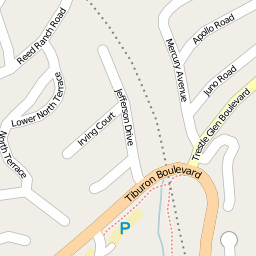 Reed Ranch Road
Apollo Road
Mercury Avenue
Juno Road
Jefferson Drive
Lower North Terrace
Irving Court
Trestle Glen Boulevard
North Terrace
Tiburon Boulevard
P